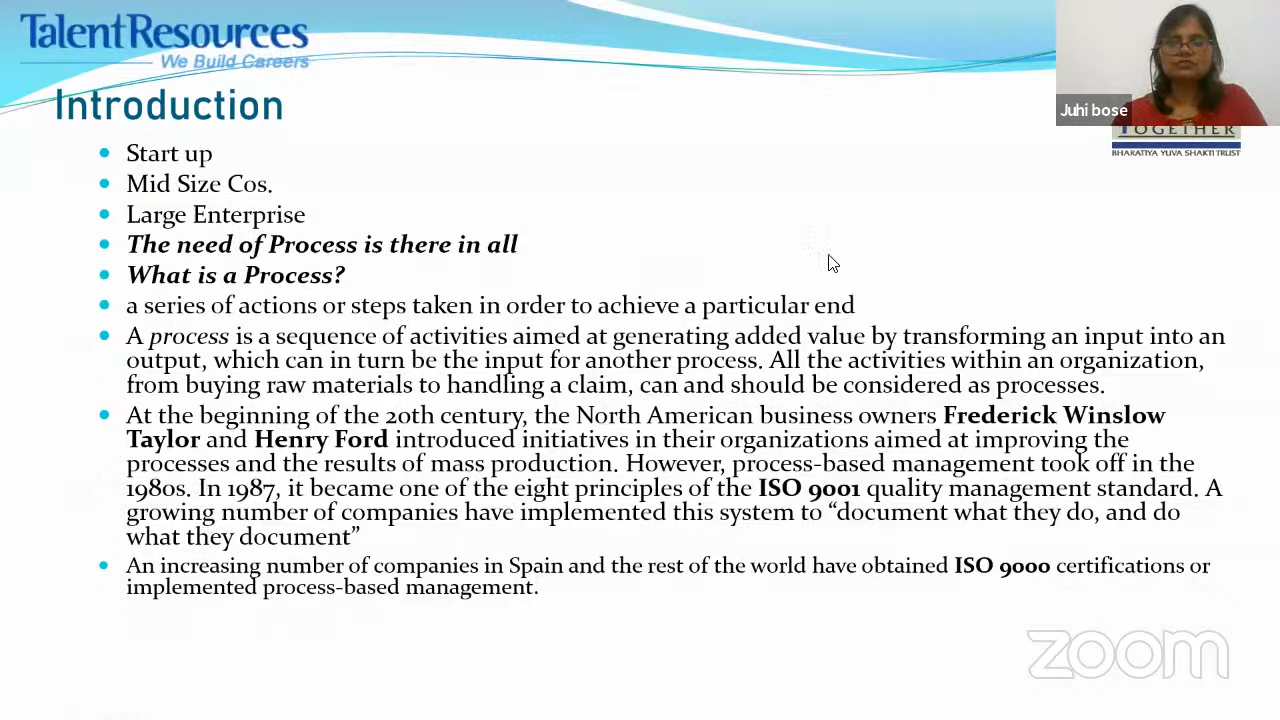 TalentResources
We Build Careers
Juhi bose
TOGETHER
BHARATIYA YUVA SHAKTI TRUST
Introduction
Start up
Mid Size Cos.
Large Enterprise
The need of Process is there in all
What is a Process?
a series of actions or steps taken in order to achieve a particular end
A process is a sequence of activities aimed at generating added value by transforming an input into an
output, which can in turn be the input for another process. All the activities within an organization,
from buying raw materials to handling a claim, can and should be considered as processes.
At the beginning of the 20th century, the North American business owners Frederick Winslow
Taylor and Henry Ford introduced initiatives in their organizations aimed at improving the
processes and the results of mass production. However, process-based management took off in the
1980s. In 1987, it became one of the eight principles of the ISO 9001 quality management standard. A
growing number of companies have implemented this system to “document what they do, and do
what they document”
An increasing number of companies in Spain and the rest of the world have obtained ISO 9000 certifications or
implemented process-based management.
zoom